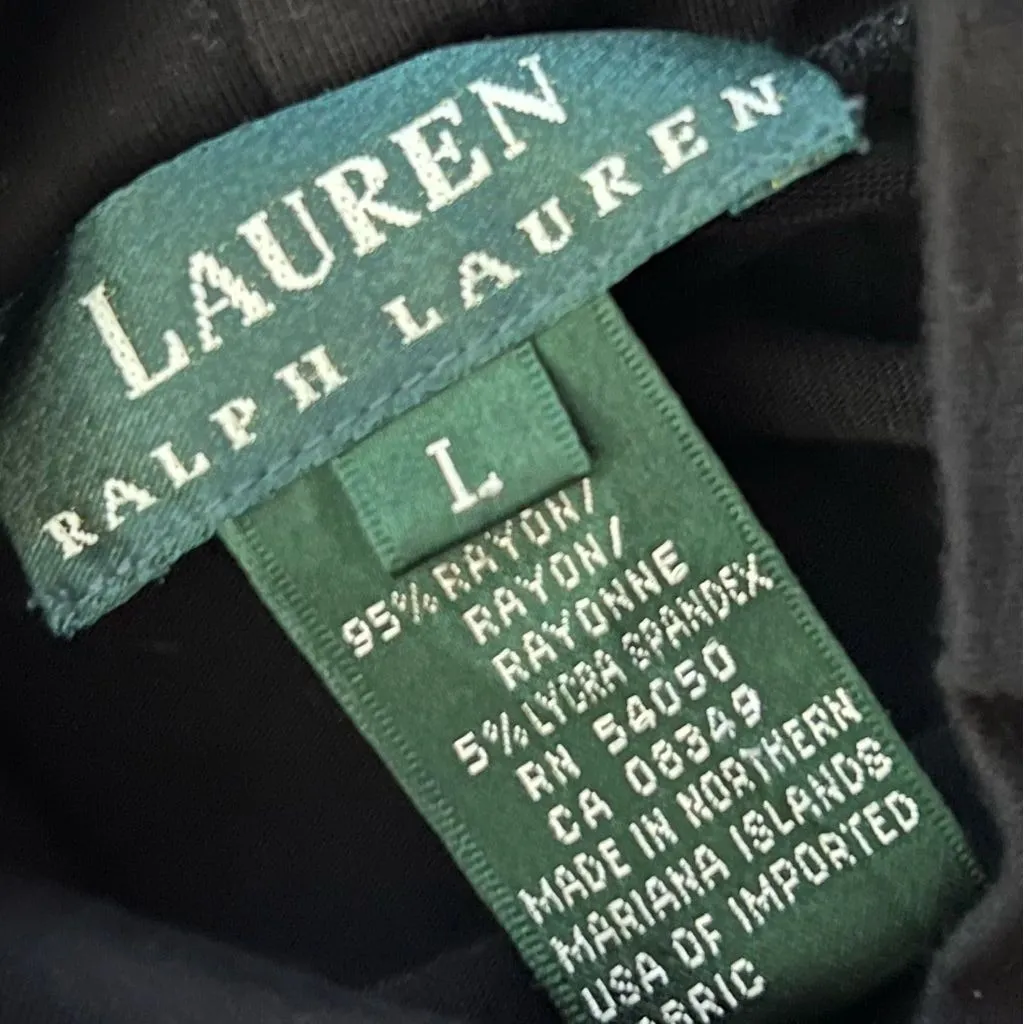 LAUREN
RALPH LAUREN
L
95% RAYON/
RAYON/
RAYONNE
5% LYCRA SPANDEX
RN 54050
CA 08349
MADE IN NORTHERN
MARIANA ISLANDS
USA OF IMPORTED